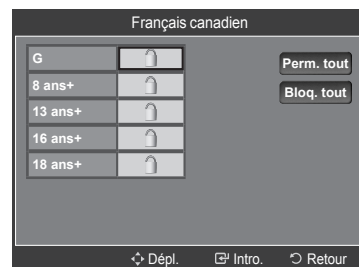 Français canadien
G
Perm. tout
8 ans+
Bloq. tout
13 ans+
16 ans+
18 ans+
Dépl. Intro. Retour